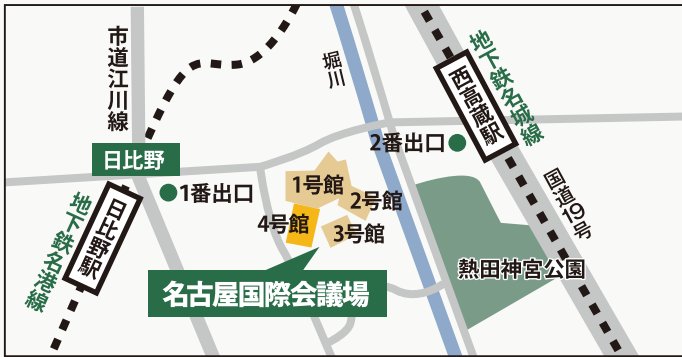 市道江川線
堀川
地下鉄名城線
西高蔵駅
2番出口
日比野
1番出口
1号館
2号館
国道19号
地下鉄名港線
日比野駅
4号館
3号館
熱田神宮公園
名古屋国際会議場